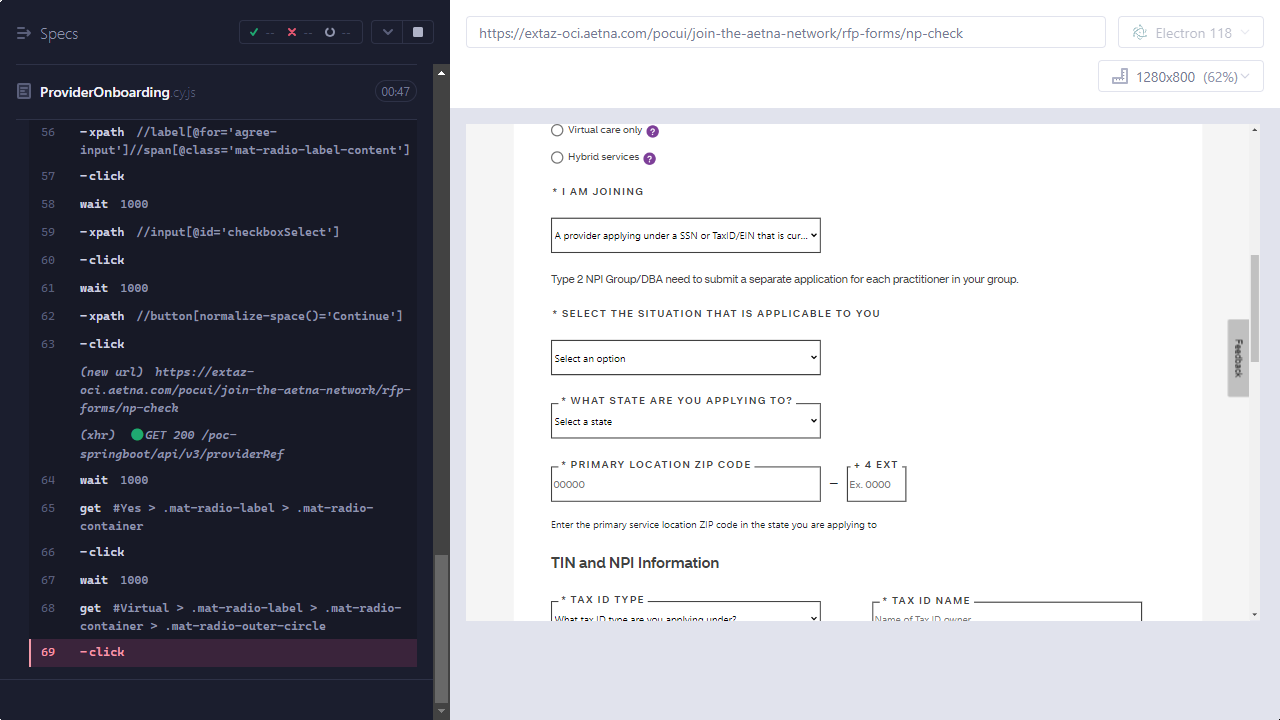 Specs
-- -- --
ProviderOnboarding.cy.js
00:47
56 -xpath //label[@for='agree-
input']//span[@class='mat-radio-label-content']
57 -click
58 wait 1000
59 -xpath //input[@id='checkboxSelect']
60 -click
61 wait 1000
62 -xpath //button[normalize-space()='Continue']
63 -click
(new url) https://extaz-
oci.aetna.com/pocui/join-the-aetna-network/rfp-
forms/np-check
(xhr) GET 200 /poc-
springboot/api/v3/providerRef
64 wait 1000
65 get #Yes > .mat-radio-label > .mat-radio-
container
66 -click
67 wait 1000
68 get #Virtual > .mat-radio-label > .mat-radio-
container > .mat-radio-outer-circle
69 -click
https://extaz-oci.aetna.com/pocui/join-the-aetna-network/rfp-forms/np-check
Electron 118
1280x800 (62%)
Virtual care only ?
Hybrid services ?
* I AM JOINING
A provider applying under a SSN or TaxID/EIN that is cur...
Type 2 NPI Group/DBA need to submit a separate application for each practitioner in your group.
* SELECT THE SITUATION THAT IS APPLICABLE TO YOU
Select an option
* WHAT STATE ARE YOU APPLYING TO?
Select a state
* PRIMARY LOCATION ZIP CODE
00000
–
+ 4 EXT
Ex. 0000
Enter the primary service location ZIP code in the state you are applying to
TIN and NPI Information
* TAX ID TYPE
What tax ID type are you applying under?
* TAX ID NAME
Name of Tax ID owner
Feedback